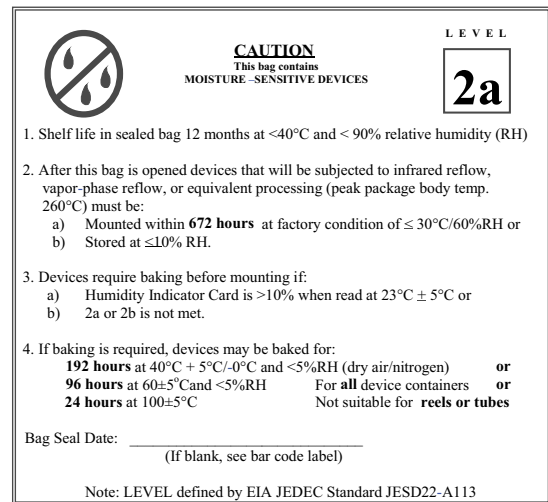 LEVEL
2a
CAUTION
This bag contains
MOISTURE –SENSITIVE DEVICES
1. Shelf life in sealed bag 12 months at <40°C and < 90% relative humidity (RH)
2. After this bag is opened devices that will be subjected to infrared reflow,
vapor-phase reflow, or equivalent processing (peak package body temp.
260°C) must be:
a) Mounted within 672 hours at factory condition of ≤ 30°C/60%RH or
b) Stored at ≤10% RH.
3. Devices require baking before mounting if:
a) Humidity Indicator Card is >10% when read at 23°C ± 5°C or
b) 2a or 2b is not met.
4. If baking is required, devices may be baked for:
192 hours at 40°C + 5°C/-0°C and <5%RH (dry air/nitrogen) or
96 hours at 60±5°Cand <5%RH For all device containers or
24 hours at 100±5°C Not suitable for reels or tubes
Bag Seal Date: _______________________________
(If blank, see bar code label)
Note: LEVEL defined by EIA JEDEC Standard JESD22-A113